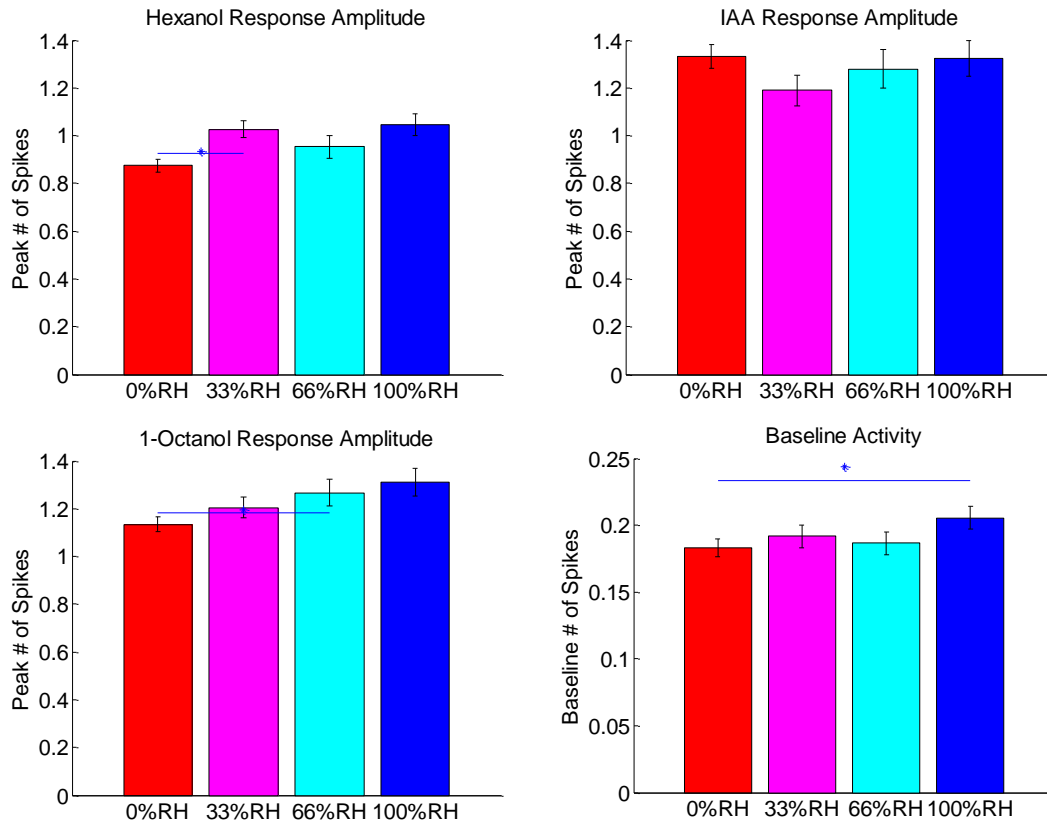 Hexanol Response Amplitude
Peak # of Spikes
1.4
1.2
1
0.8
0.6
0.4
0.2
0
*
0%RH 33%RH 66%RH 100%RH
IAA Response Amplitude
Peak # of Spikes
1.4
1.2
1
0.8
0.6
0.4
0.2
0
0%RH 33%RH 66%RH 100%RH
1-Octanol Response Amplitude
Peak # of Spikes
1.4
1.2
1
0.8
0.6
0.4
0.2
0
*
0%RH 33%RH 66%RH 100%RH
Baseline Activity
Baseline # of Spikes
0.25
0.2
0.15
0.1
0.05
0
*
0%RH 33%RH 66%RH 100%RH